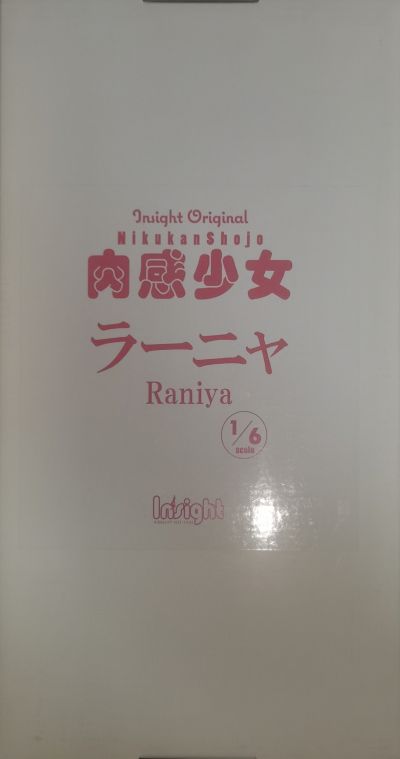 Insight Original
NikukanShojo
肉感少女
ラーニャ
Raniya
1/6
scale
Insight